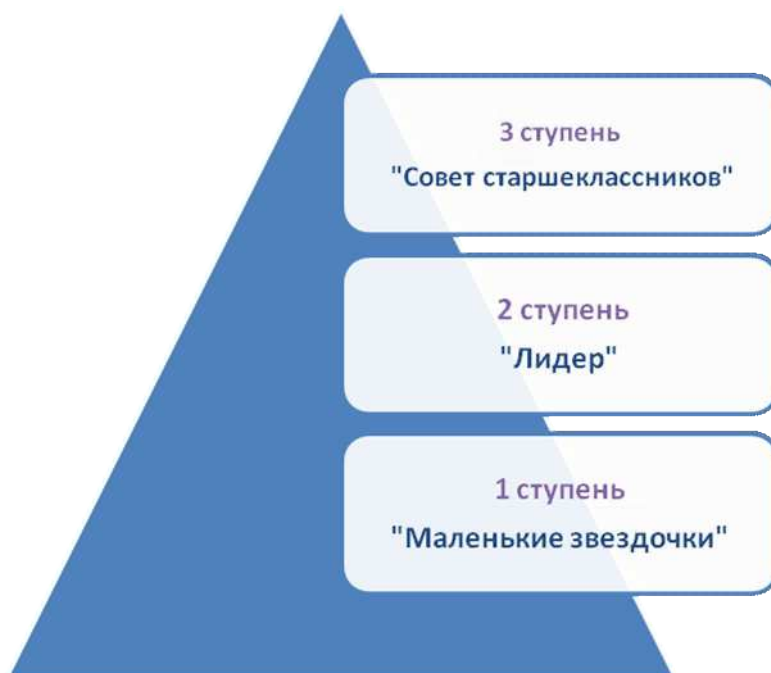 3 ступень
"Совет старшеклассников"
2 ступень
"Лидер"
1 ступень
"Маленькие звездочки"